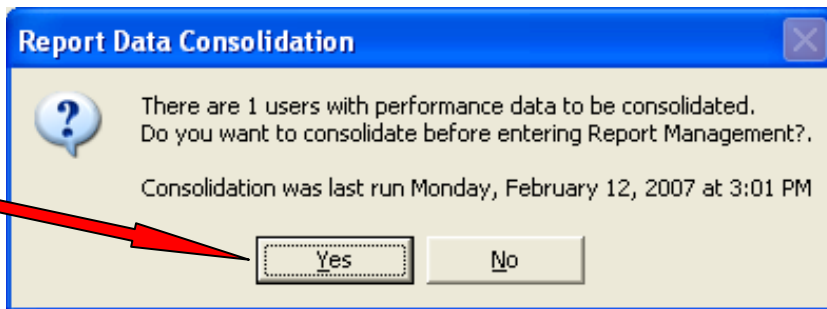 Report Data Consolidation
There are 1 users with performance data to be consolidated.
Do you want to consolidate before entering Report Management?.
Consolidation was last run Monday, February 12, 2007 at 3:01 PM
Yes
No